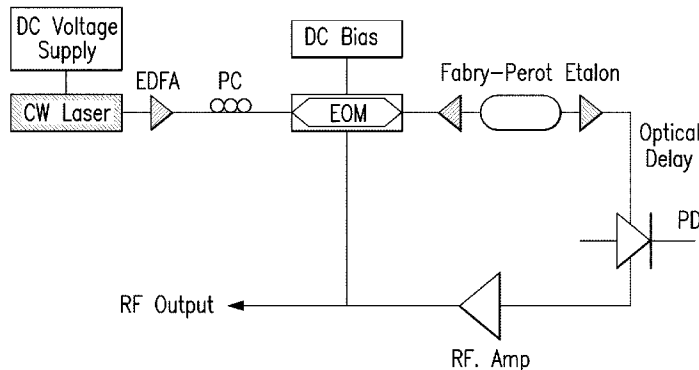 DC Voltage
Supply
CW Laser
EDFA
PC
DC Bias
EOM
Fabry-Perot Etalon
Optical
Delay
PD
RF Output
RF. Amp